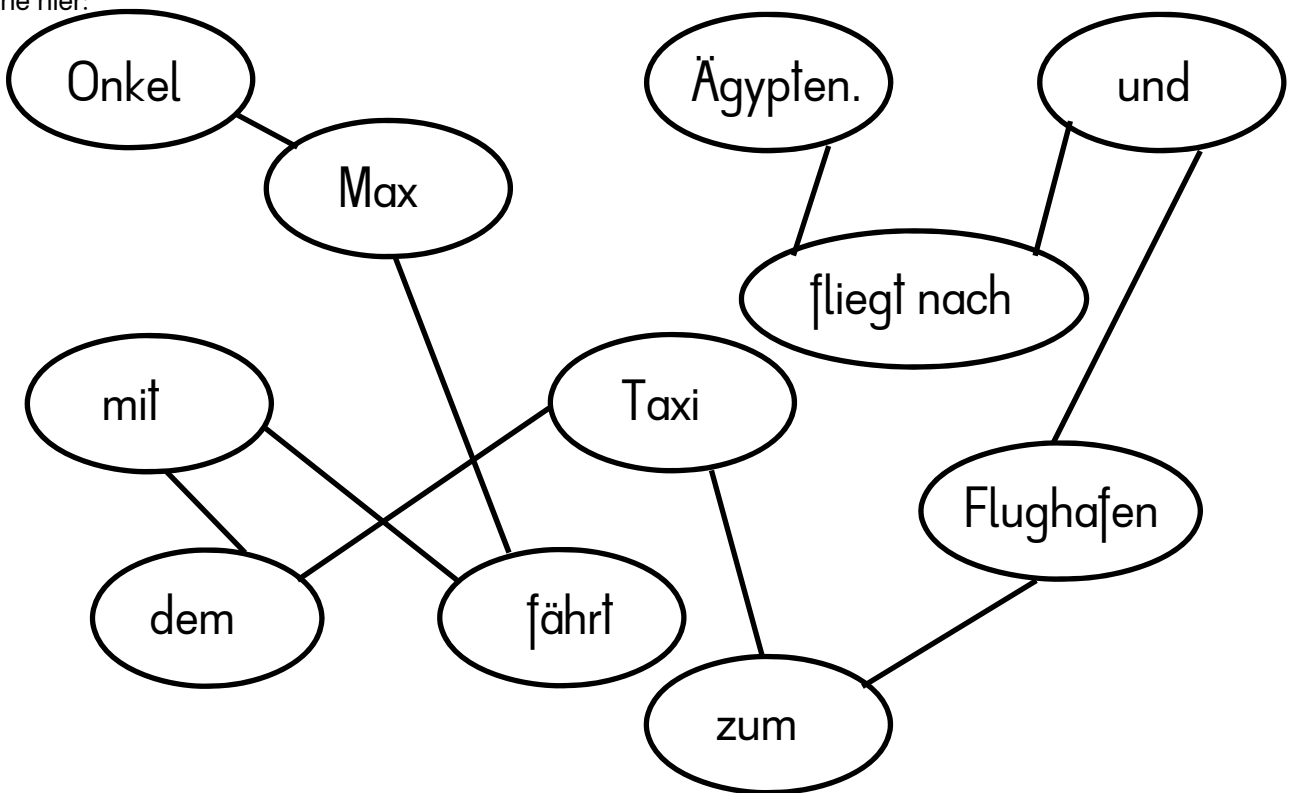 ne hier:
Onkel
Ägypten.
und
Max
fliegt nach
mit
Taxi
Flughafen
dem
fährt
zum